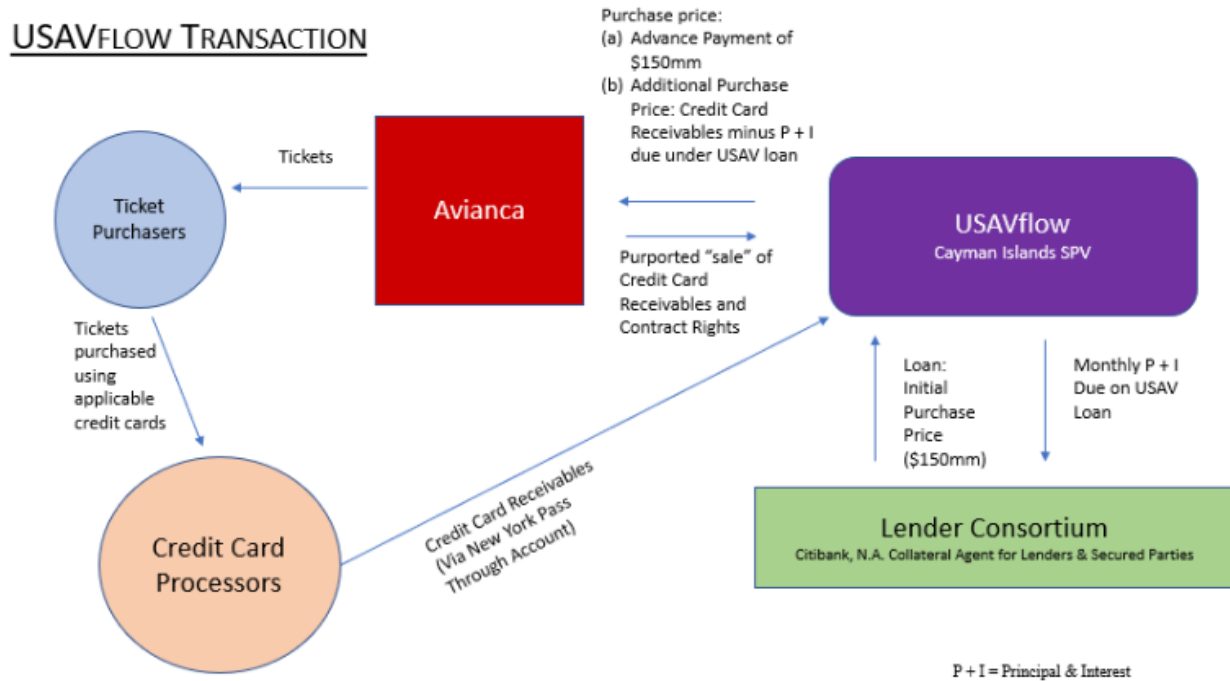 USAVFLOW TRANSACTION
Purchase price:
(a) Advance Payment of
$150mm
(b) Additional Purchase
Price: Credit Card
Receivables minus P + I
due under USAV loan
Tickets
Ticket
Purchasers
Avianca
USAVflow
Cayman Islands SPV
Purported “sale” of
Credit Card
Receivables and
Contract Rights
Tickets
purchased
using
applicable
credit cards
Loan:
Initial
Purchase
Price
($150mm)
Monthly P + I
Due on USAV
Loan
Credit Card Receivables
(Via New York Pass
Through Account)
Credit Card
Processors
Lender Consortium
Citibank, N.A. Collateral Agent for Lenders & Secured Parties
P + I = Principal & Interest